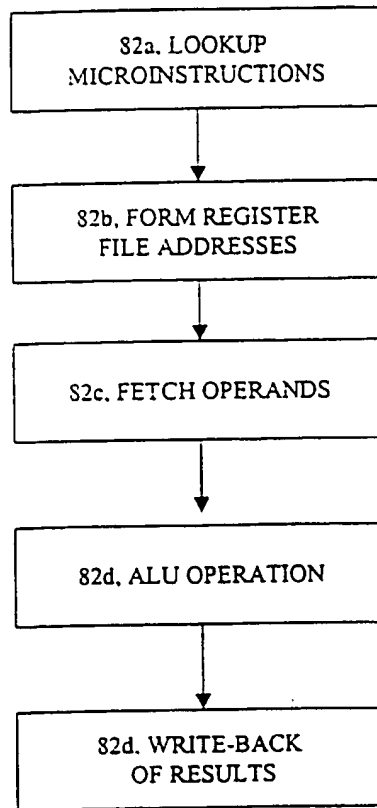 82a. LOOKUP
MICROINSTRUCTIONS
82b, FORM REGISTER
FILE ADDRESSES
82c, FETCH OPERANDS
82d, ALU OPERATION
82d. WRITE-BACK
OF RESULTS